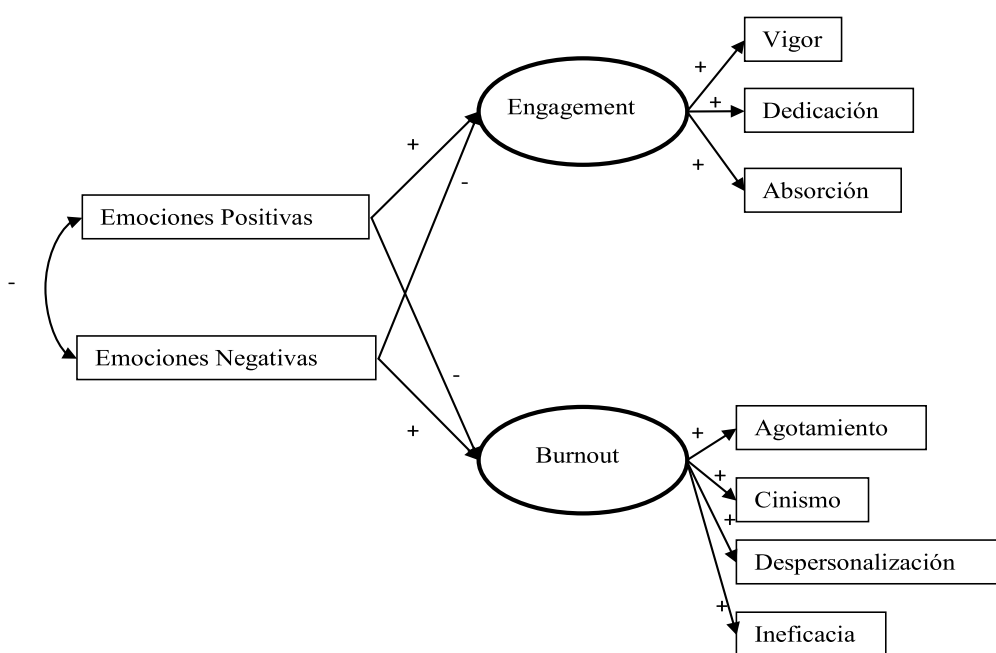 Vigor
+
Engagement
+
Dedicación
+
+
-
Absorción
Emociones Positivas
-
Emociones Negativas
-
+
+
Agotamiento
Burnout
+
Cinismo
+
Despersonalización
+
Ineficacia